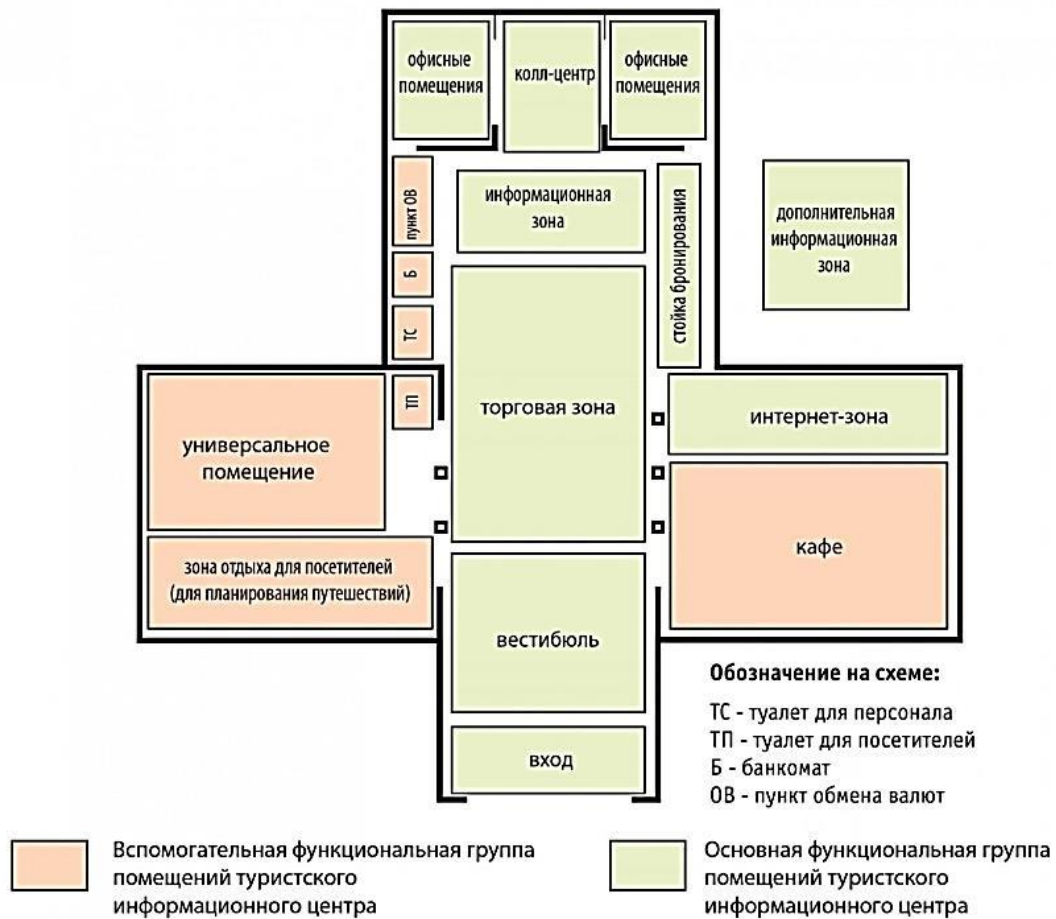 офисные
помещения
колл-центр
офисные
помещения
пункт ОВ
информационная
зона
стойка бронирования
дополнительная
информационная
зона
Б
ТС
ТП
торговая зона
универсальное
помещение
интернет-зона
кафе
зона отдыха для посетителей
(для планирования путешествий)
вестибюль
вход
Обозначение на схеме:
ТС - туалет для персонала
ТП - туалет для посетителей
Б - банкомат
ОВ - пункт обмена валют
Вспомогательная функциональная группа
помещений туристского
информационного центра
Основная функциональная группа
помещений туристского
информационного центра